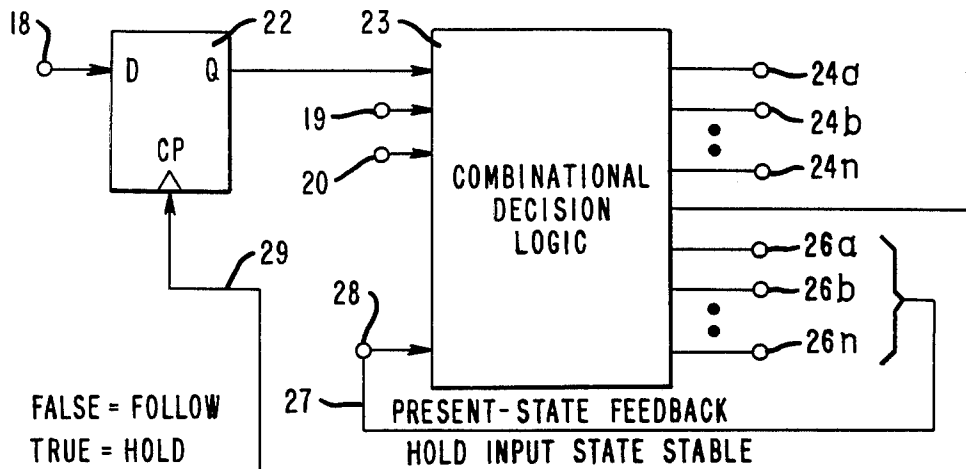 18
22
23
D Q
24a
24b
19
CP
20
24n
COMBINATIONAL
DECISION
LOGIC
26a
29
28
26b
26n
27
FALSE = FOLLOW
PRESENT-STATE FEEDBACK
TRUE = HOLD
HOLD INPUT STATE STABLE